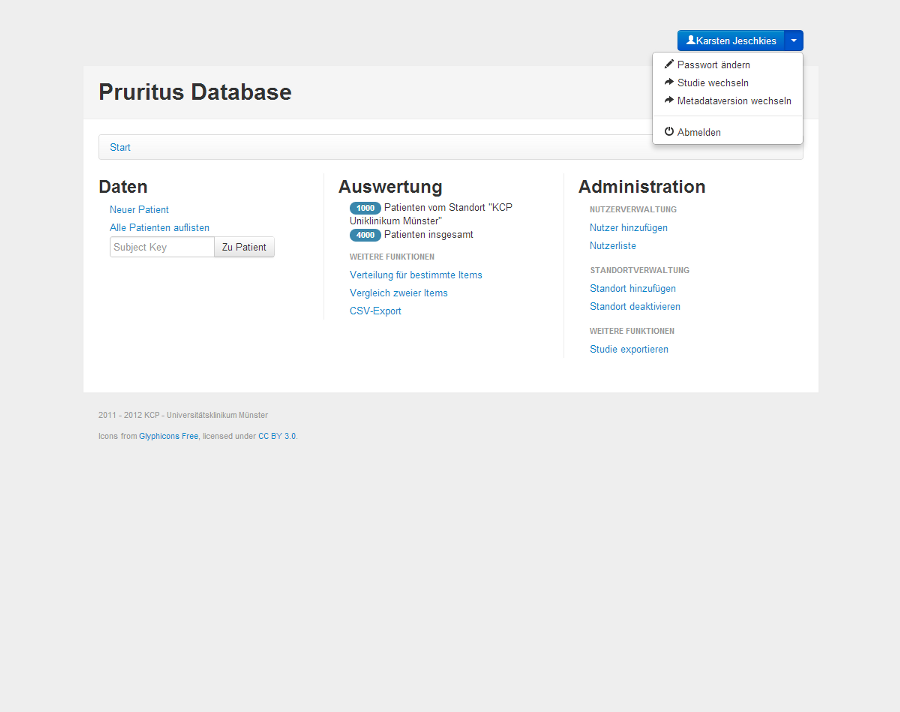 Karsten Jeschkies
Passwort ändern
Studie wechseln
Metadataversion wechseln
Abmelden
Pruritus Database
Start
Daten
Neuer Patient
Alle Patienten auflisten
Subject Key
Zu Patient
Auswertung
1000 Patienten vom Standort "KCP
Uniklinikum Münster"
4000 Patienten insgesamt
WEITERE FUNKTIONEN
Verteilung für bestimmte Items
Vergleich zweier Items
CSV-Export
Administration
NUTZERVERWALTUNG
Nutzer hinzufügen
Nutzerliste
STANDORTVERWALTUNG
Standort hinzufügen
Standort deaktivieren
WEITERE FUNKTIONEN
Studie exportieren
2011 - 2012 KCP - Universitätsklinikum Münster
Icons from Glyphicons Free, licensed under CC BY 3.0.